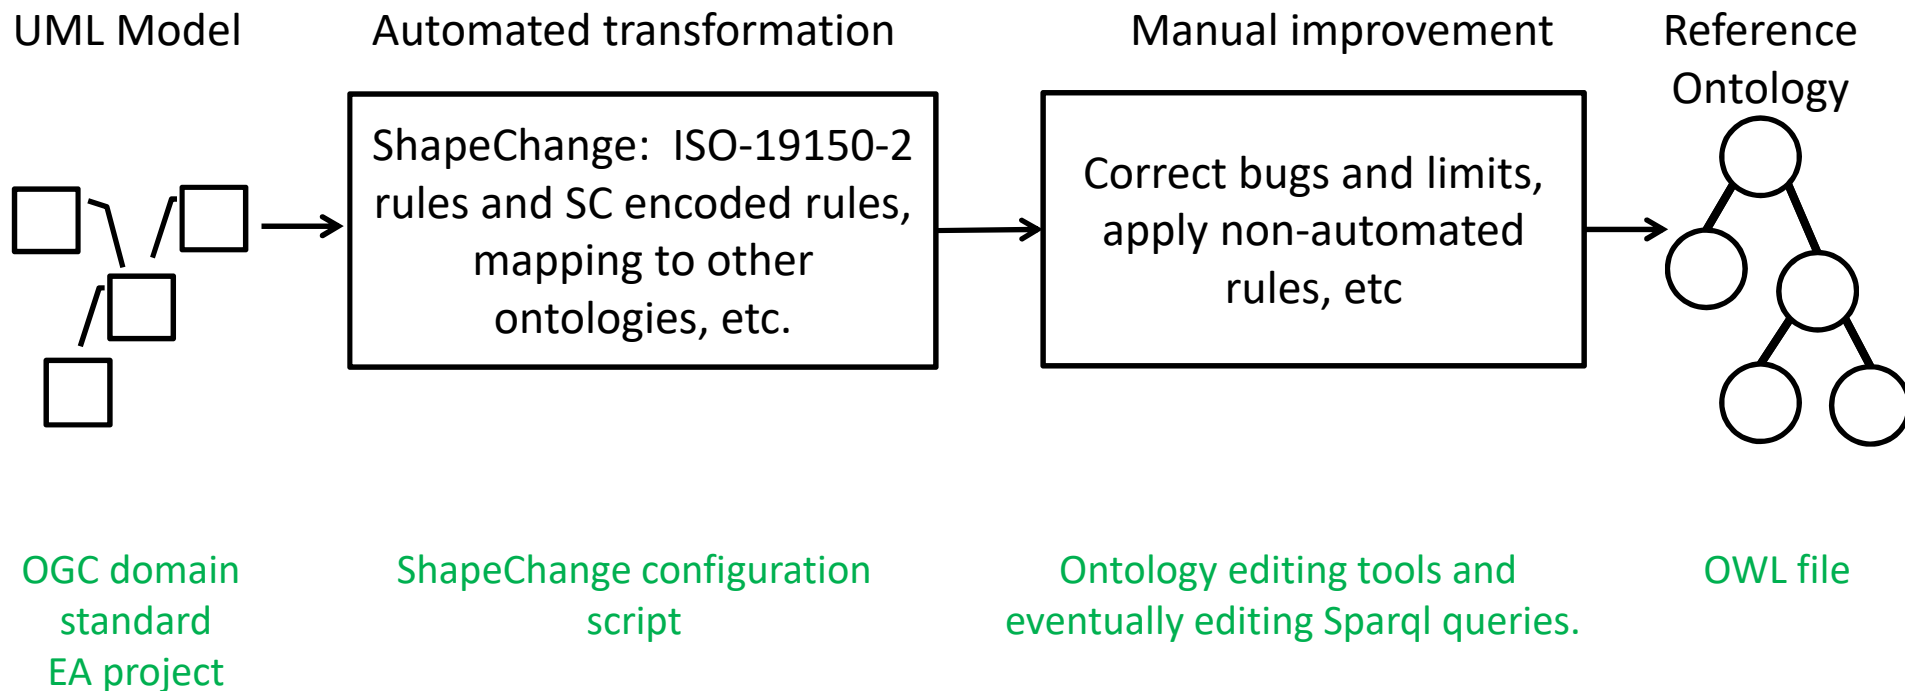 UML Model
Automated transformation
Manual improvement
Reference
Ontology
ShapeChange: ISO-19150-2
rules and SC encoded rules,
mapping to other
ontologies, etc.
Correct bugs and limits,
apply non-automated
rules, etc
OGC domain
standard
EA project
ShapeChange configuration
script
Ontology editing tools and
eventually editing Sparql queries.
OWL file